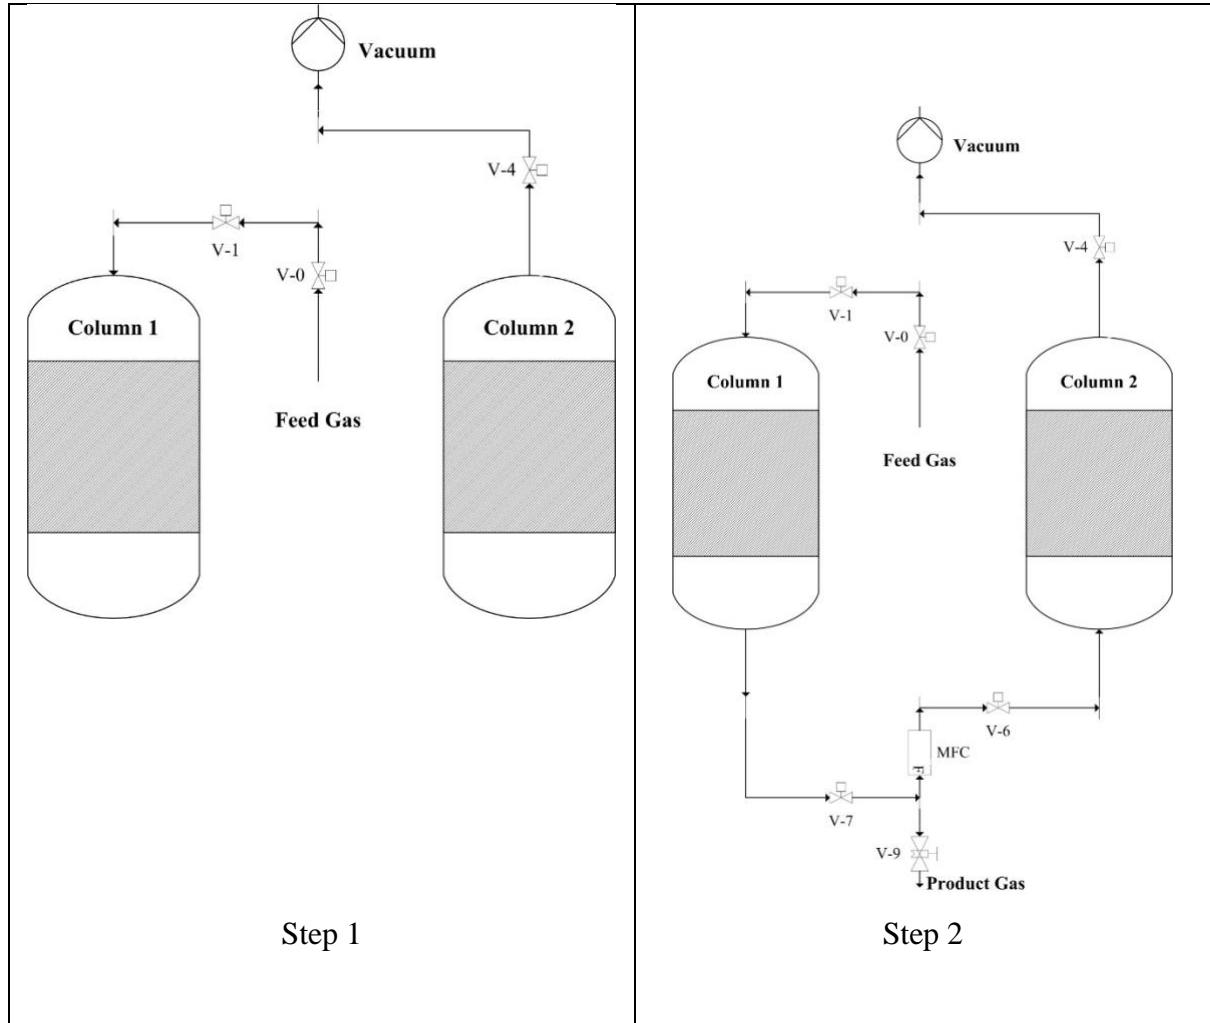 Vacuum
V-4
V-1
V-0
Column 1
Column 2
Feed Gas
Step 1
Vacuum
V-4
V-1
V-0
Column 1
Column 2
Feed Gas
V-6
MFC
F
V-7
V-9
Product Gas
Step 2